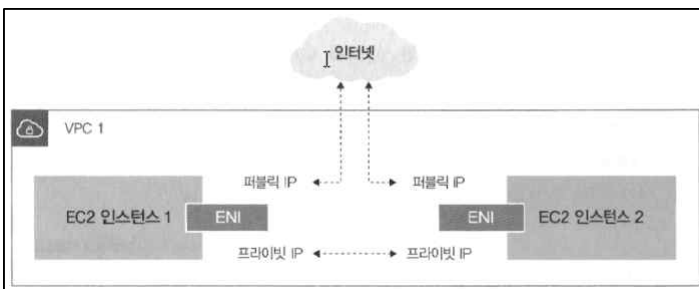 인터넷
VPC 1
퍼블릭 IP
퍼블릭 IP
EC2 인스턴스 1
ENI
ENI
EC2 인스턴스 2
프라이빗 IP
프라이빗 IP